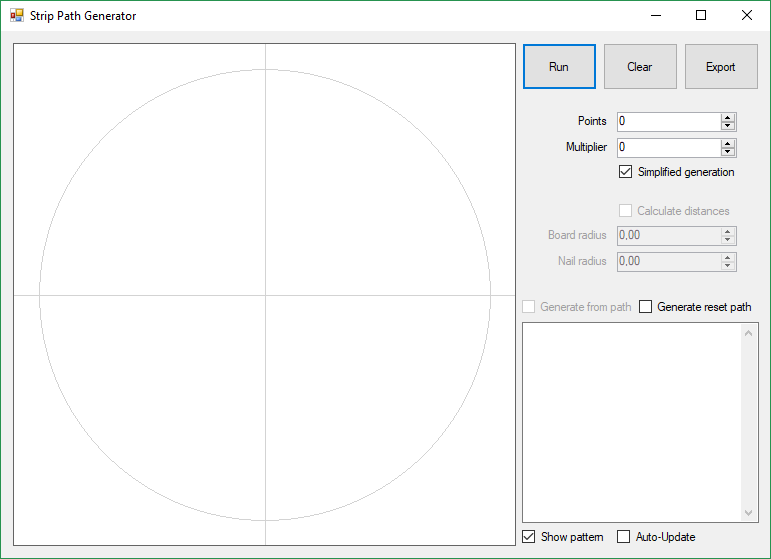 Strip Path Generator
Run Clear Export
Points 0
Multiplier 0
Simplified generation
Calculate distances
Board radius 0,00
Nail radius 0,00
Generate from path Generate reset path
Show pattern Auto-Update